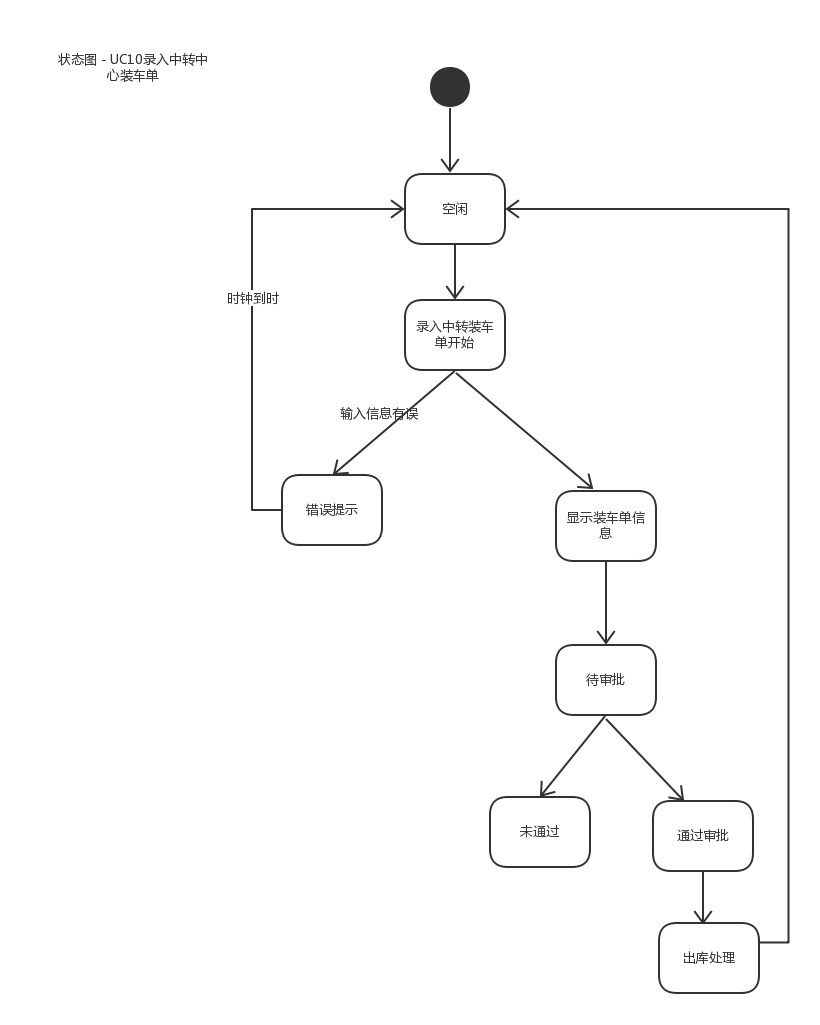 状态图 - UC10录入中转中
心装车单
空闲
时钟到时
录入中转装车
单开始
输入信息有误
错误提示
显示装车单信
息
待审批
未通过
通过审批
出库处理